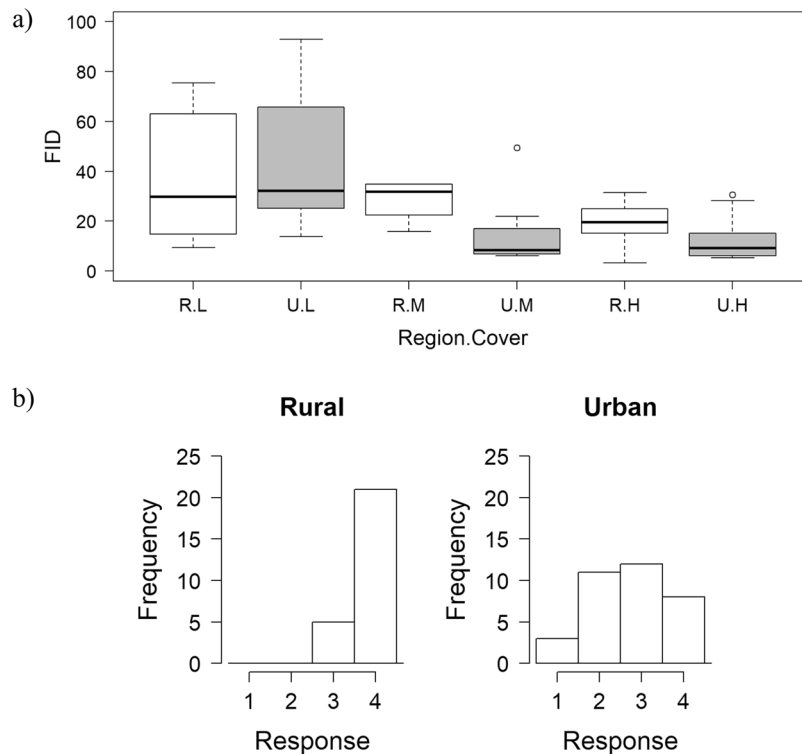 a)
100
80
60
40
20
0
FID
R.L U.L R.M U.M R.H U.H
Region.Cover
b)
Rural
25
20
15
10
5
0
Frequency
1 2 3 4
Response
Urban
25
20
15
10
5
0
Frequency
1 2 3 4
Response